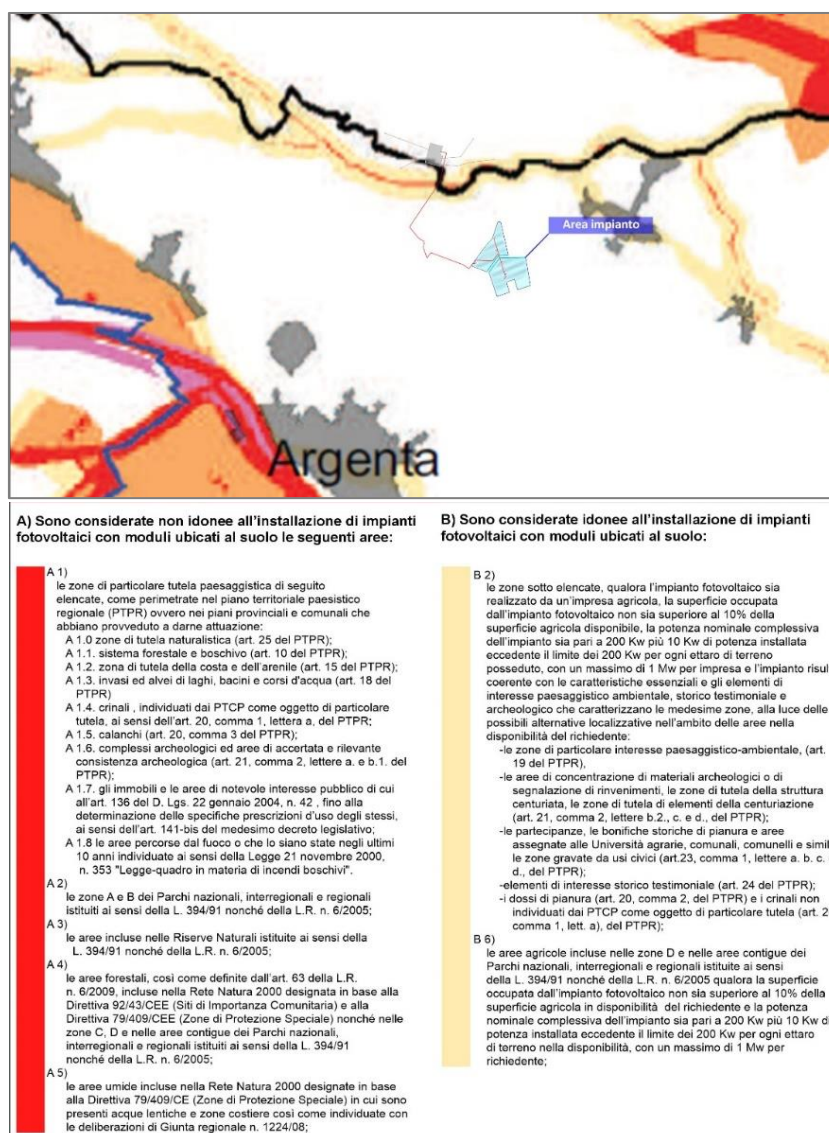 Area impianto
Argenta
A) Sono considerate non idonee all'installazione di impianti
fotovoltaici con moduli ubicati al suolo le seguenti aree:
A 1)
le zone di particolare tutela paesaggistica di seguito
elencate, come perimetrate nel piano territoriale paesistico
regionale (PTPR) ovvero nei piani provinciali e comunali che
abbiano provveduto a darne attuazione:
A 1.0 zone di tutela naturalistica (art. 25 del PTPR);
A 1.1. sistema forestale e boschivo (art. 10 del PTPR);
A 1.2. zona di tutela della costa e dell'arenile (art. 15 del PTPR);
A 1.3. invasi ed alvei di laghi, bacini e corsi d'acqua (art. 18 del
PTPR)
A 1.4. crinali , individuati dai PTCP come oggetto di particolare
tutela, ai sensi dell'art. 20, comma 1, lettera a, del PTPR;
A 1.5. calanchi (art. 20, comma 3 del PTPR);
A 1.6. complessi archeologici ed aree di accertata e rilevante
consistenza archeologica (art. 21, comma 2, lettere a. e b.1. del
PTPR);
A 1.7. gli immobili e le aree di notevole interesse pubblico di cui
all'art. 136 del D. Lgs. 22 gennaio 2004, n. 42 , fino alla
determinazione delle specifiche prescrizioni d'uso degli stessi,
ai sensi dell'art. 141-bis del medesimo decreto legislativo;
A 1.8 le aree percorse dal fuoco o che lo siano state negli ultimi
10 anni individuate ai sensi della Legge 21 novembre 2000,
n. 353 "Legge-quadro in materia di incendi boschivi".
A 2)
le zone A e B dei Parchi nazionali, interregionali e regionali
istituiti ai sensi della L. 394/91 nonché della L.R. n. 6/2005;
A 3)
le aree incluse nelle Riserve Naturali istituite ai sensi della
L. 394/91 nonché della L.R. n. 6/2005;
A 4)
le aree forestali, così come definite dall'art. 63 della L.R.
n. 6/2009, incluse nella Rete Natura 2000 designata in base alla
Direttiva 92/43/CEE (Siti di Importanza Comunitaria) e alla
Direttiva 79/409/CEE (Zone di Protezione Speciale) nonché nelle
zone C, D e nelle aree contigue dei Parchi nazionali,
interregionali e regionali istituiti ai sensi della L. 394/91
nonché della L.R. n. 6/2005;
A 5)
le aree umide incluse nella Rete Natura 2000 designate in base
alla Direttiva 79/409/CE (Zone di Protezione Speciale) in cui sono
presenti acque lentiche e zone costiere così come individuate con
le deliberazioni di Giunta regionale n. 1224/08;
B) Sono considerate idonee all'installazione di impianti
fotovoltaici con moduli ubicati al suolo:
B 2)
le zone sotto elencate, qualora l'impianto fotovoltaico sia
realizzato da un'impresa agricola, la superficie occupata
dall'impianto fotovoltaico non sia superiore al 10% della
superficie agricola disponibile, la potenza nominale complessiva
dell'impianto sia pari a 200 Kw più 10 Kw di potenza installata
eccedente il limite dei 200 Kw per ogni ettaro di terreno
posseduto, con un massimo di 1 Mw per impresa e l'impianto risul
coerente con le caratteristiche essenziali e gli elementi di
interesse paesaggistico ambientale, storico testimoniale e
archeologico che caratterizzano le medesime zone, alla luce delle
possibili alternative localizzative nell'ambito delle aree nella
disponibilità del richiedente:
-le zone di particolare interesse paesaggistico-ambientale, (art.
19 del PTPR),
-le aree di concentrazione di materiali archeologici o di
segnalazione di rinvenimenti, le zone di tutela della struttura
centuriata, le zone di tutela di elementi della centuriazione
(art. 21, comma 2, lettere b.2., c. e d., del PTPR);
-le partecipanze, le bonifiche storiche di pianura e aree
assegnate alle Università agrarie, comunali, comunelli e simil
le zone gravate da usi civici (art.23, comma 1, lettere a. b. c.
d., del PTPR);
-elementi di interesse storico testimoniale (art. 24 del PTPR);
-i dossi di pianura (art. 20, comma 2, del PTPR) e i crinali non
individuati dai PTCP come oggetto di particolare tutela (art. 2
comma 1, lett. a), del PTPR);
B 6)
le aree agricole incluse nelle zone D e nelle aree contigue dei
Parchi nazionali, interregionali e regionali istituite ai sensi
della L. 394/91 nonché della L.R. n. 6/2005 qualora la superficie
occupata dall'impianto fotovoltaico non sia superiore al 10% della
superficie agricola in disponibilità del richiedente e la potenza
nominale complessiva dell'impianto sia pari a 200 Kw più 10 Kw di
potenza installata eccedente il limite dei 200 Kw per ogni ettaro
di terreno nella disponibilità, con un massimo di 1 Mw per
richiedente;